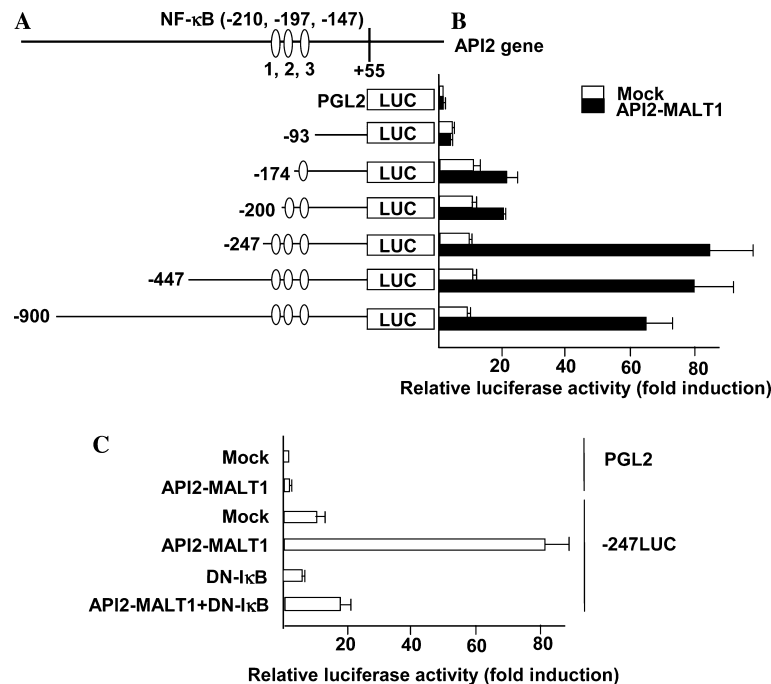 A
B
NF-κB (-210, -197, -147)
API2 gene
1, 2, 3
+55
PGL2 LUC
-93 LUC
-174 LUC
-200 LUC
-247 LUC
-447 LUC
-900 LUC
Mock
API2-MALT1
20 40 60 80
Relative luciferase activity (fold induction)
C
Mock
API2-MALT1
PGL2
Mock
API2-MALT1
-247LUC
DN-IκB
API2-MALT1+DN-IκB
20 40 60 80
Relative luciferase activity (fold induction)